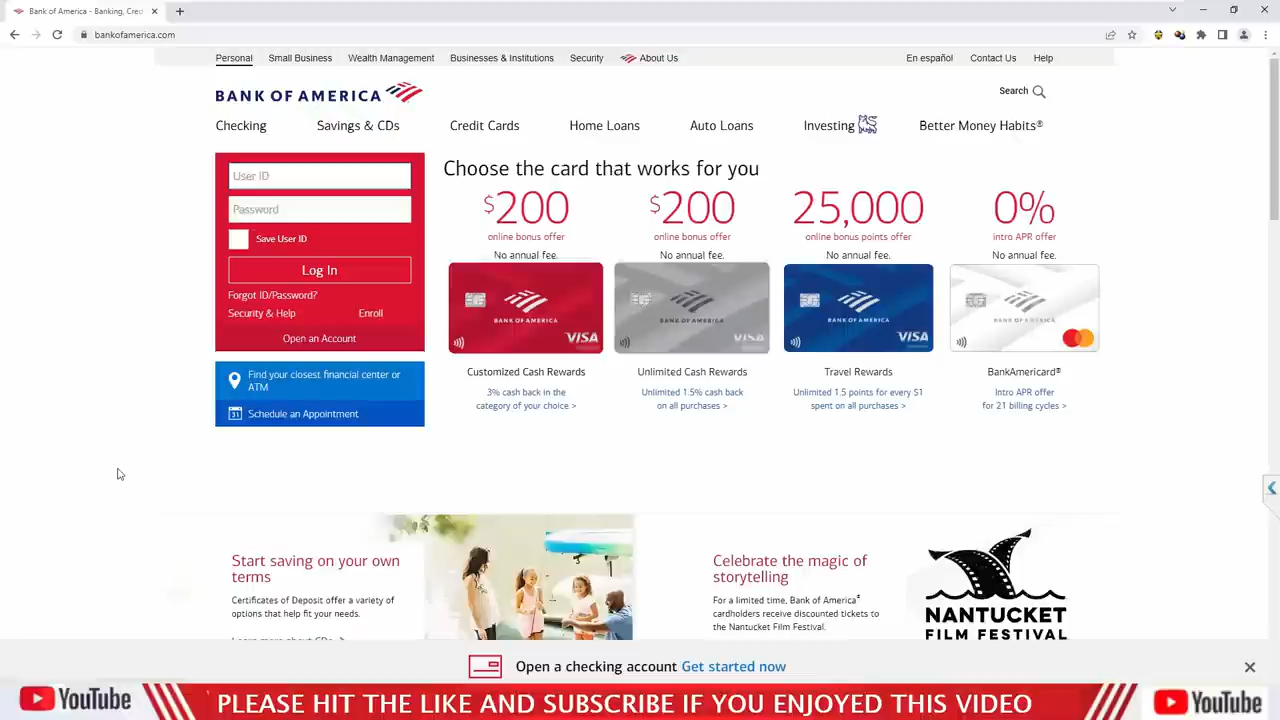 Bank of America - Banking, Cred
bankofamerica.com
Personal Small Business Wealth Management Businesses & Institutions Security About Us En español Contact Us Help
BANK OF AMERICA
Search
Checking Savings & CDs Credit Cards Home Loans Auto Loans Investing Better Money Habits®
User ID
Password
Save User ID
Log In
Forgot ID/Password?
Security & Help Enroll
Open an Account
Find your closest financial center or
ATM
31 Schedule an Appointment
Choose the card that works for you
$200
online bonus offer
No annual fee.
BANK OF AMERICA
VISA
Customized Cash Rewards
3% cash back in the
category of your choice >
$200
online bonus offer
No annual fee.
BANK OF AMERICA
VISA
Unlimited Cash Rewards
Unlimited 1.5% cash back
on all purchases >
25,000
online bonus points offer
No annual fee.
BANK OF AMERICA
VISA
Travel Rewards
Unlimited 1.5 points for every $1
spent on all purchases >
0%
intro APR offer
No annual fee.
BANK OF AMERICA
BankAmericard®
Intro APR offer
for 21 billing cycles >
Start saving on your own
terms
Certificates of Deposit offer a variety of
options that help fit your needs.
Learn more about CDs >
Celebrate the magic of
storytelling
For a limited time, Bank of America®
cardholders receive discounted tickets to
the Nantucket Film Festival.
NANTUCKET
FILM FESTIVAL
Open a checking account Get started now
YouTube PLEASE HIT THE LIKE AND SUBSCRIBE IF YOU ENJOYED THIS VIDEO YouTube